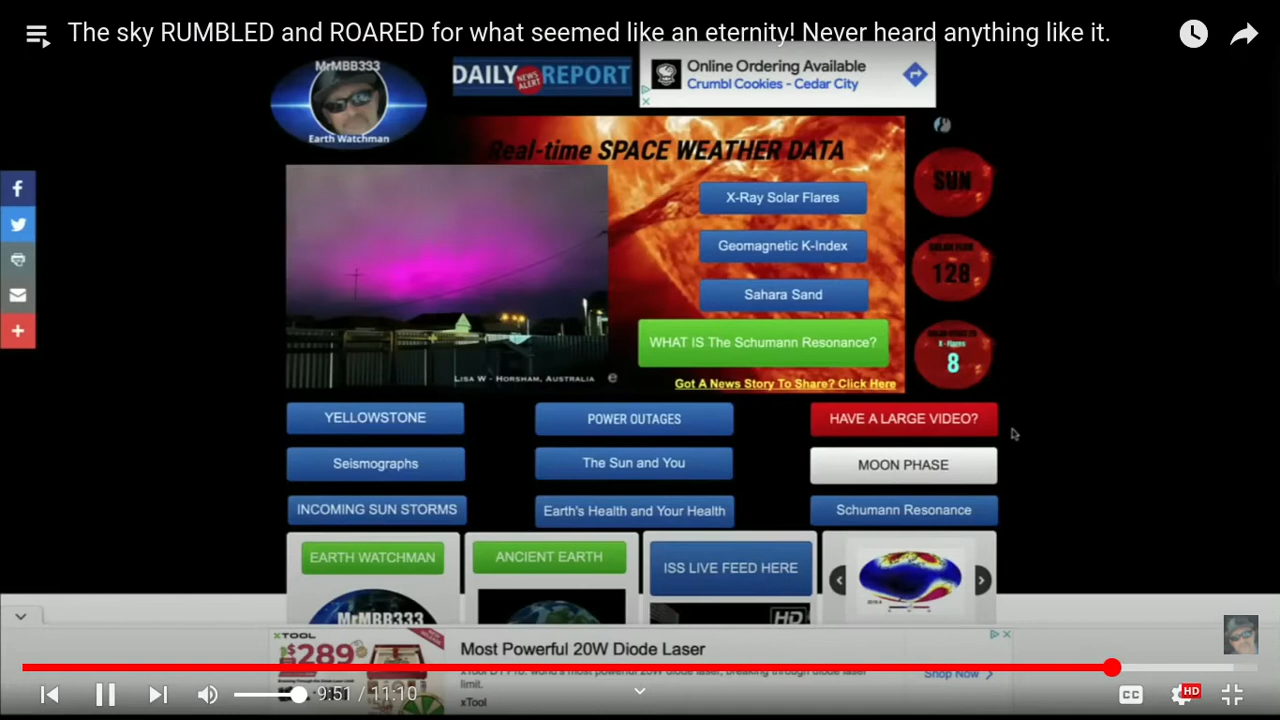 The sky RUMBLED and ROARED for what seemed like an eternity! Never heard anything like it.
MrMBB333
Earth Watchman
DAILY NEWS ALERT REPORT
Online Ordering Available
Crumbl Cookies - Cedar City
Real-time SPACE WEATHER DATA
X-Ray Solar Flares
Geomagnetic K-Index
Sahara Sand
WHAT IS The Schumann Resonance?
Got A News Story To Share? Click Here
Lisa W - Horsham, Australia
SUN
SOLAR FLUX
128
X - Flares
8
YELLOWSTONE
POWER OUTAGES
HAVE A LARGE VIDEO?
Seismographs
The Sun and You
MOON PHASE
INCOMING SUN STORMS
Earth's Health and Your Health
Schumann Resonance
EARTH WATCHMAN
ANCIENT EARTH
ISS LIVE FEED HERE
MrMBB333
HD
XTOOL
$289
Most Powerful 20W Diode Laser
limit.
xTool
Shop Now
9:51 / 11:10
CC
HD